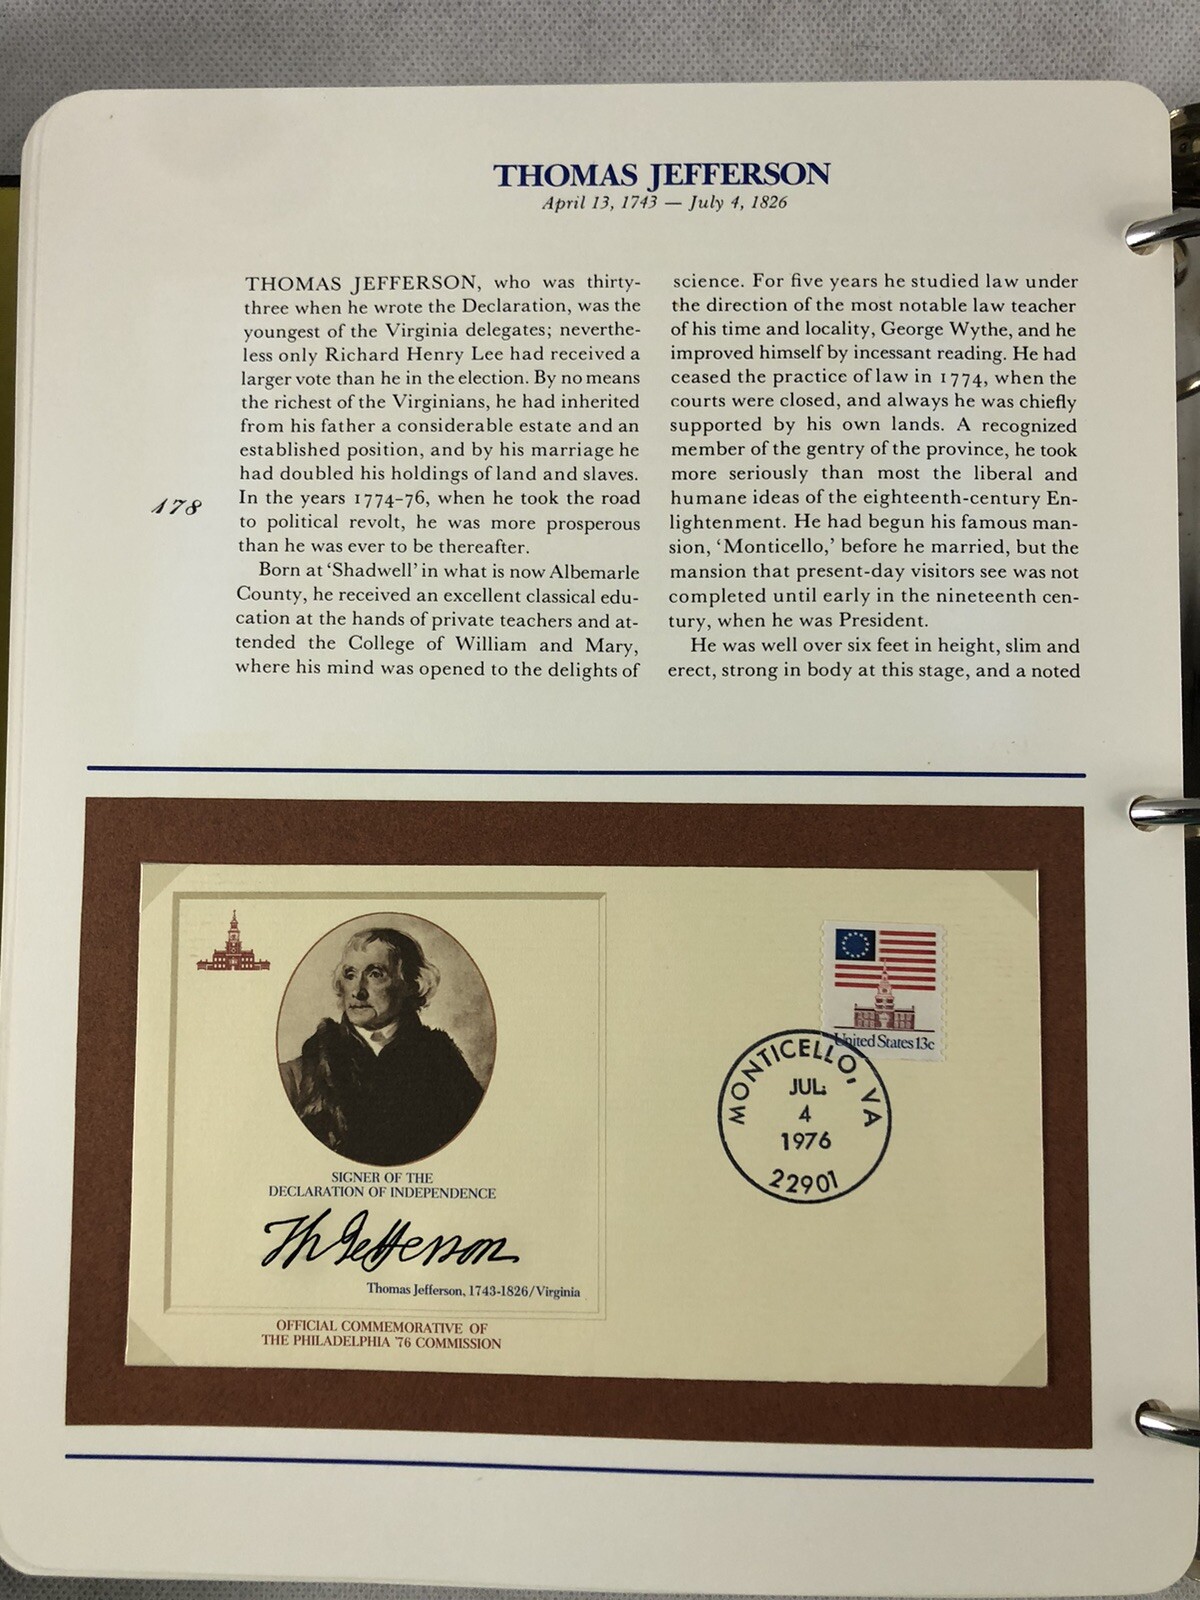 THOMAS JEFFERSON
April 13, 1743 — July 4, 1826
THOMAS JEFFERSON, who was thirty-
three when he wrote the Declaration, was the
youngest of the Virginia delegates; neverthe-
less only Richard Henry Lee had received a
larger vote than he in the election. By no means
the richest of the Virginians, he had inherited
from his father a considerable estate and an
established position, and by his marriage he
had doubled his holdings of land and slaves.
In the years 1774-76, when he took the road
to political revolt, he was more prosperous
than he was ever to be thereafter.
Born at ‘Shadwell’ in what is now Albemarle
County, he received an excellent classical edu-
cation at the hands of private teachers and at-
tended the College of William and Mary,
where his mind was opened to the delights of
178
science. For five years he studied law under
the direction of the most notable law teacher
of his time and locality, George Wythe, and he
improved himself by incessant reading. He had
ceased the practice of law in 1774, when the
courts were closed, and always he was chiefly
supported by his own lands. A recognized
member of the gentry of the province, he took
more seriously than most the liberal and
humane ideas of the eighteenth-century En-
lightenment. He had begun his famous man-
sion, ‘Monticello,’ before he married, but the
mansion that present-day visitors see was not
completed until early in the nineteenth cen-
tury, when he was President.
He was well over six feet in height, slim and
erect, strong in body at this stage, and a noted
SIGNER OF THE
DECLARATION OF INDEPENDENCE
Th Jefferson
Thomas Jefferson, 1743-1826/Virginia
OFFICIAL COMMEMORATIVE OF
THE PHILADELPHIA '76 COMMISSION
United States 13c
MONTICELLO, VA
JUL
4
1976
22901